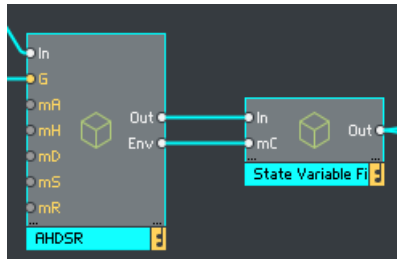 In
G
mA
mH
mD
mS
mR
Out
Env
...
...
AHDSR
In
mC
Out
...
...
State Variable Fi